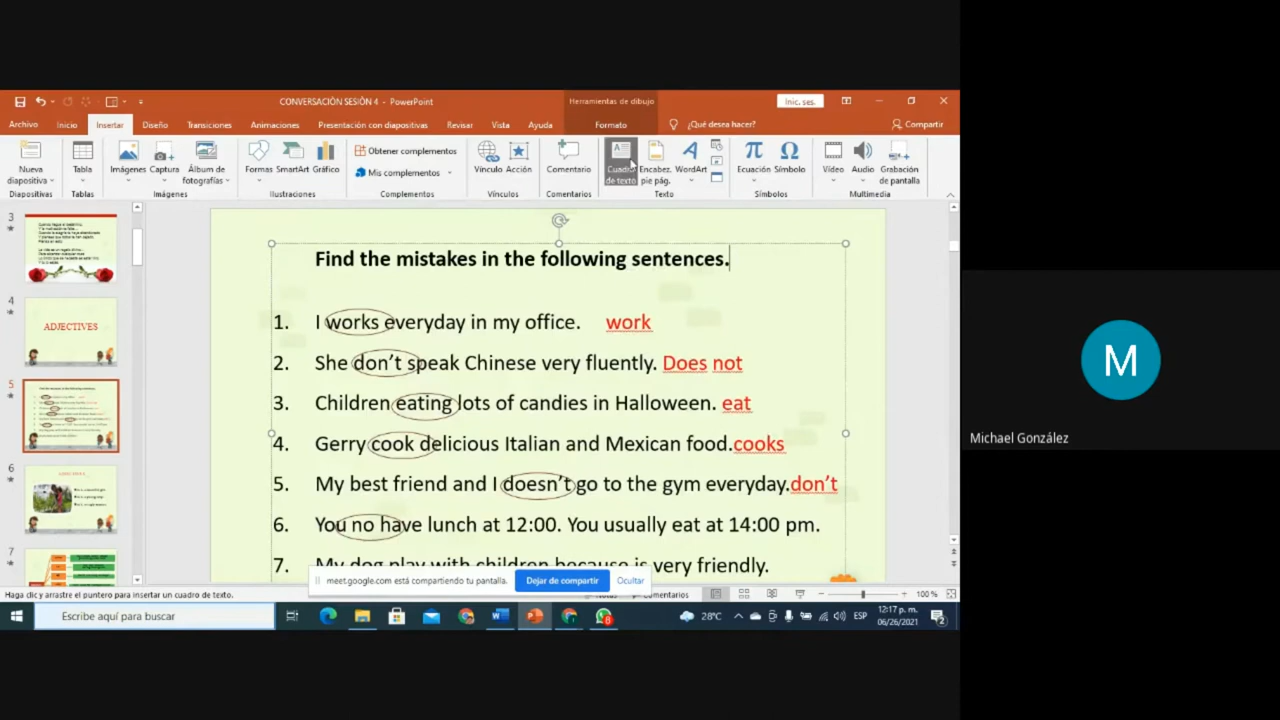 CONVERSACIÓN SESIÓN 4 - PowerPoint
Herramientas de dibujo
Inic. ses.
Archivo Inicio Insertar Diseño Transiciones Animaciones Presentación con diapositivas Revisar Vista Ayuda Formato ¿Qué desea hacer? Compartir
Nueva diapositiva
Tabla
Imágenes
Captura
Álbum de fotografías
Formas
SmartArt
Gráfico
Obtener complementos
Mis complementos
Vínculo
Acción
Comentario
Cuadro de texto
Encabez. pie pág.
WordArt
Ecuación
Símbolo
Vídeo
Audio
Grabación de pantalla
Diapositivas Tablas Imágenes Ilustraciones Complementos Vínculos Comentarios Texto Símbolos Multimedia
3
4
ADJECTIVES
5
6
7
Find the mistakes in the following sentences.
1. I works everyday in my office. work
2. She don't speak Chinese very fluently. Does not
3. Children eating lots of candies in Halloween. eat
4. Gerry cook delicious Italian and Mexican food.cooks
5. My best friend and I doesn't go to the gym everyday.don't
6. You no have lunch at 12:00. You usually eat at 14:00 pm.
7. My dog play with children because is very friendly.
meet.google.com está compartiendo tu pantalla. Dejar de compartir Ocultar
Haga clic y arrastre el puntero para insertar un cuadro de texto.
100 %
Escribe aquí para buscar
28°C
ESP
12:17 p. m.
06/26/2021
2
M
Michael González